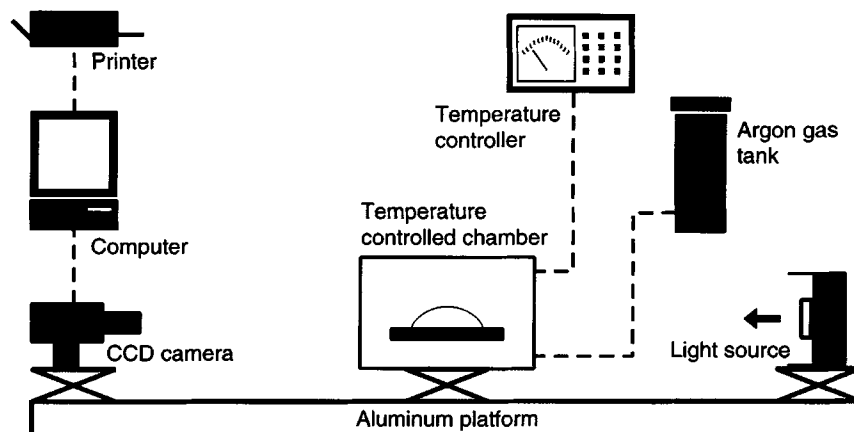 Printer
Temperature
controller
Argon gas
tank
Temperature
controlled chamber
Computer
CCD camera
Light source
Aluminum platform